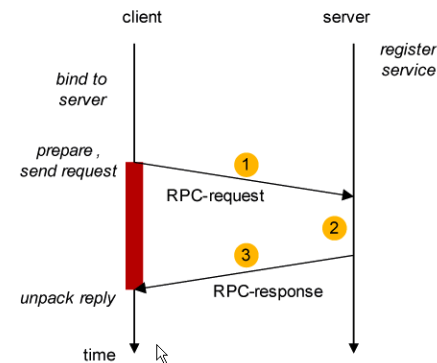 client
server
register
service
bind to
server
prepare ,
send request
1
RPC-request
2
3
RPC-response
unpack reply
time